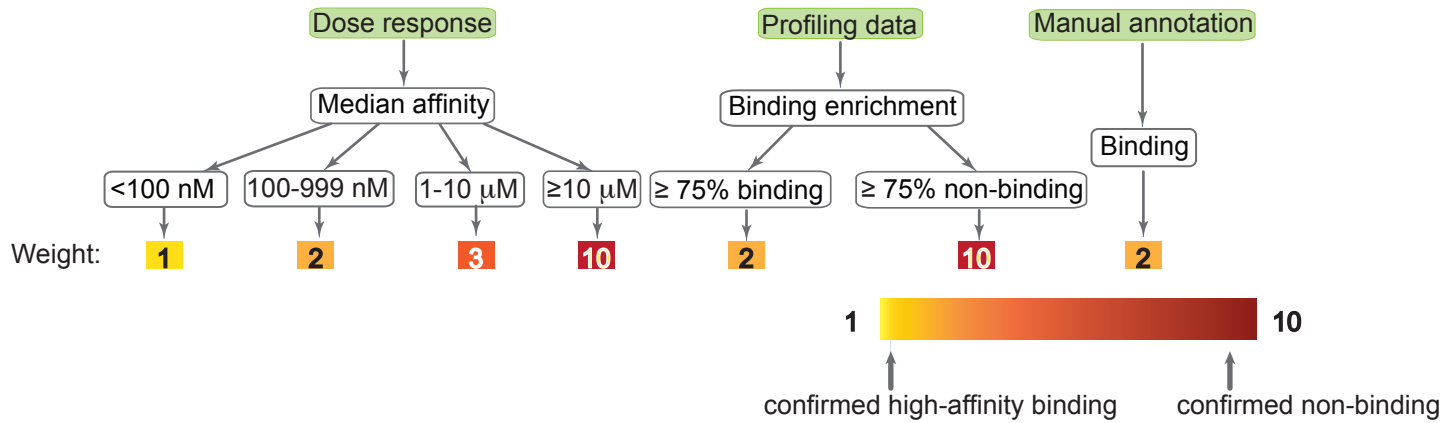 Dose response
Profiling data
Manual annotation
Median affinity
Binding enrichment
Binding
<100 nM
100-999 nM
1-10 μM
≥10 μM
≥ 75% binding
≥ 75% non-binding
Weight:
1
2
3
10
2
10
2
1
10
confirmed high-affinity binding
confirmed non-binding